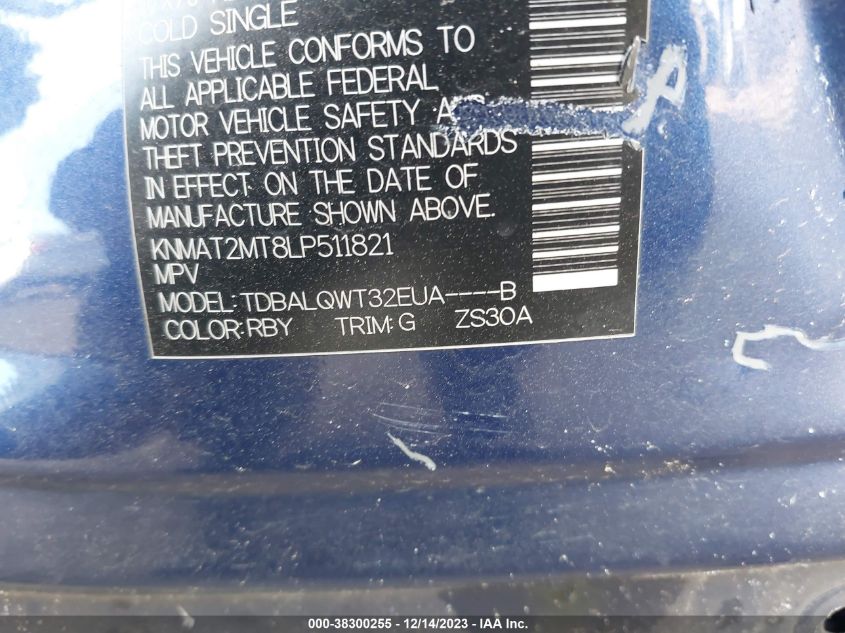 COLD SINGLE
THIS VEHICLE CONFORMS TO
ALL APPLICABLE FEDERAL
MOTOR VEHICLE SAFETY
THEFT PREVENTION STANDARDS
IN EFFECT ON THE DATE OF
MANUFACTURE SHOWN ABOVE.
KNMAT2MT8LP511821
MPV
MODEL:TDBALQWT32EUA----B
COLOR:RBY TRIM:G ZS30A
000-38300255 - 12/14/2023 - IAA Inc.